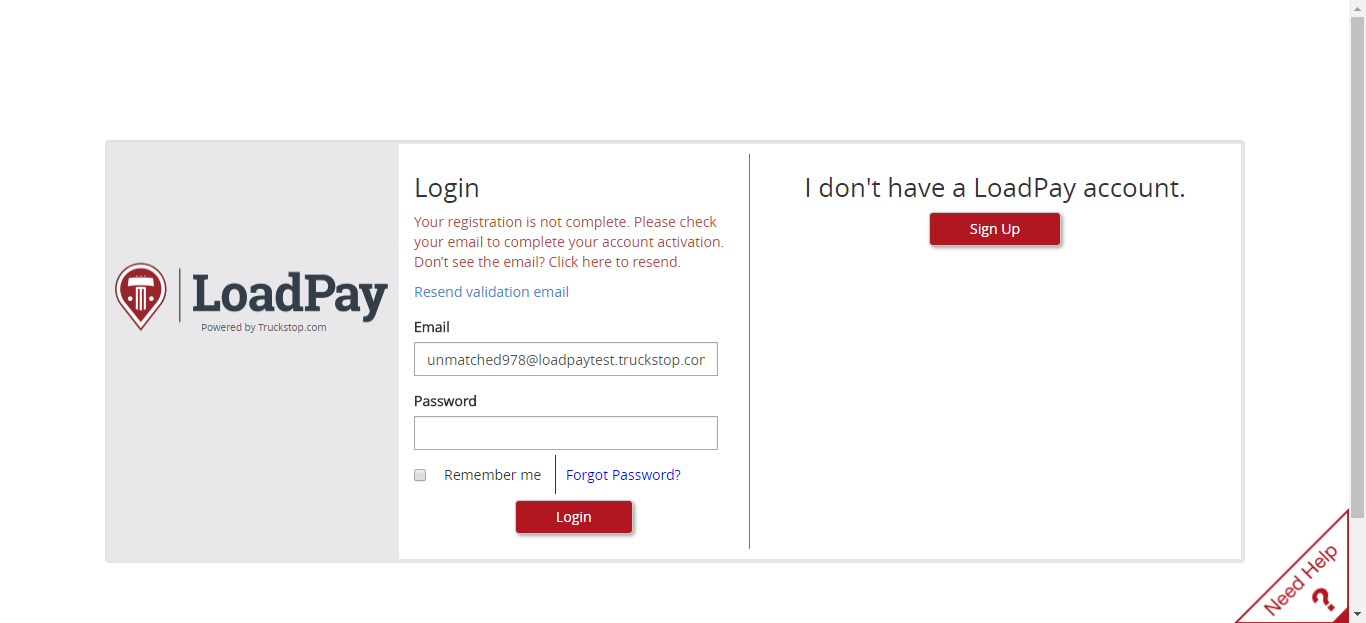 LoadPay
Powered by Truckstop.com
Login
Your registration is not complete. Please check
your email to complete your account activation.
Don’t see the email? Click here to resend.
Resend validation email
Email
unmatched978@loadpaytest.truckstop.cor
Password
Remember me
Forgot Password?
Login
I don't have a LoadPay account.
Sign Up
Need Help
?